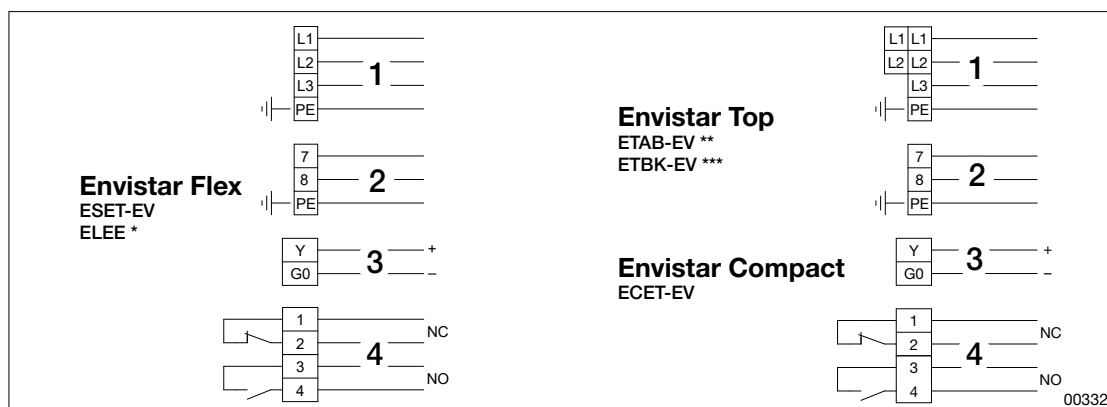 L1
L2
L3
PE
1
7
8
PE
2
Envistar Flex
ESET-EV
ELEE *
Y
G0
3
+
–
1
2
3
4
4
NC
NO
L1 L1
L2 L2
L3
PE
1
Envistar Top
ETAB-EV **
ETBK-EV ***
7
8
PE
2
Envistar Compact
ECET-EV
Y
G0
3
+
–
1
2
3
4
4
NC
NO
00332